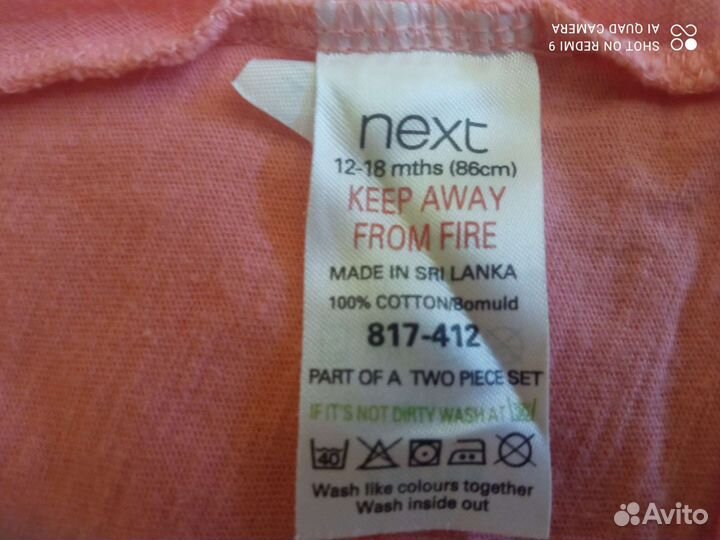 SHOT ON REDMI 9
AI QUAD CAMERA
next
12-18 mths (86cm)
KEEP AWAY
FROM FIRE
MADE IN SRI LANKA
100% COTTON/Bomuld
817-412
PART OF A TWO PIECE SET
IF IT'S NOT DIRTY WASH AT
40
Wash like colours together
Wash inside out
Avito